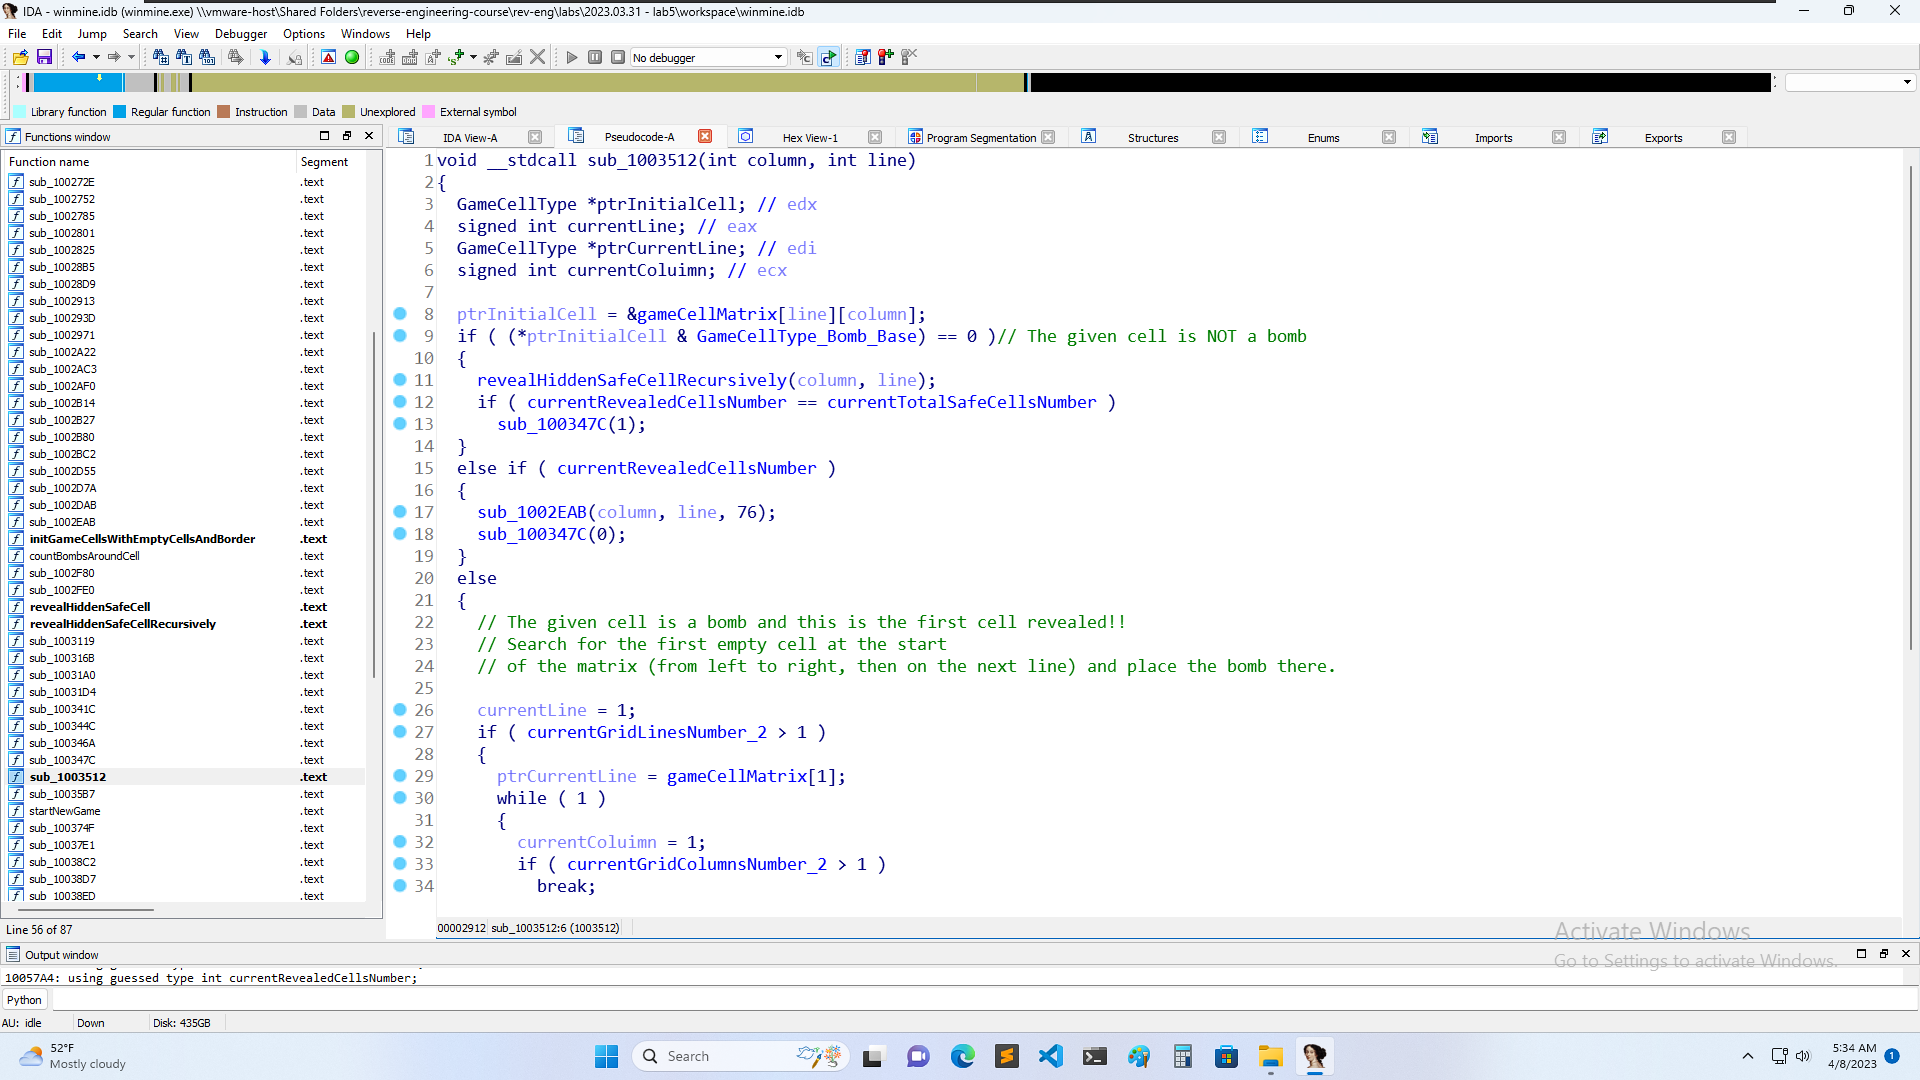 IDA - winmine.idb (winmine.exe) \\vmware-host\Shared Folders\reverse-engineering-course\rev-eng\labs\2023.03.31 - lab5\workspace\winmine.idb
File Edit Jump Search View Debugger Options Windows Help
No debugger
Library function Regular function Instruction Data Unexplored External symbol
Functions window
IDA View-A Pseudocode-A Hex View-1 Program Segmentation Structures Enums Imports Exports
Function name Segment
sub_100272E .text
sub_1002752 .text
sub_1002785 .text
sub_1002801 .text
sub_1002825 .text
sub_10028B5 .text
sub_10028D9 .text
sub_1002913 .text
sub_100293D .text
sub_1002971 .text
sub_1002A22 .text
sub_1002AC3 .text
sub_1002AF0 .text
sub_1002B14 .text
sub_1002B27 .text
sub_1002B80 .text
sub_1002BC2 .text
sub_1002D55 .text
sub_1002D7A .text
sub_1002DAB .text
sub_1002EAB .text
initGameCellsWithEmptyCellsAndBorder .text
countBombsAroundCell .text
sub_1002F80 .text
sub_1002FE0 .text
revealHiddenSafeCell .text
revealHiddenSafeCellRecursively .text
sub_1003119 .text
sub_100316B .text
sub_10031A0 .text
sub_10031D4 .text
sub_100341C .text
sub_100344C .text
sub_100346A .text
sub_100347C .text
sub_1003512 .text
sub_10035B7 .text
startNewGame .text
sub_100374F .text
sub_10037E1 .text
sub_10038C2 .text
sub_10038D7 .text
sub_10038ED .text
Line 56 of 87
1 void __stdcall sub_1003512(int column, int line)
2 {
3 GameCellType *ptrInitialCell; // edx
4 signed int currentLine; // eax
5 GameCellType *ptrCurrentLine; // edi
6 signed int currentColuimn; // ecx
7
8 ptrInitialCell = &gameCellMatrix[line][column];
9 if ( (*ptrInitialCell & GameCellType_Bomb_Base) == 0 )// The given cell is NOT a bomb
10 {
11 revealHiddenSafeCellRecursively(column, line);
12 if ( currentRevealedCellsNumber == currentTotalSafeCellsNumber )
13 sub_100347C(1);
14 }
15 else if ( currentRevealedCellsNumber )
16 {
17 sub_1002EAB(column, line, 76);
18 sub_100347C(0);
19 }
20 else
21 {
22 // The given cell is a bomb and this is the first cell revealed!!
23 // Search for the first empty cell at the start
24 // of the matrix (from left to right, then on the next line) and place the bomb there.
25
26 currentLine = 1;
27 if ( currentGridLinesNumber_2 > 1 )
28 {
29 ptrCurrentLine = gameCellMatrix[1];
30 while ( 1 )
31 {
32 currentColuimn = 1;
33 if ( currentGridColumnsNumber_2 > 1 )
34 break;
00002912 sub_1003512:6 (1003512)
Activate Windows
Go to Settings to activate Windows.
Output window
10057A4: using guessed type int currentRevealedCellsNumber;
Python
AU: idle Down Disk: 435GB
52°F
Mostly cloudy
Search
5:34 AM
4/8/2023
1